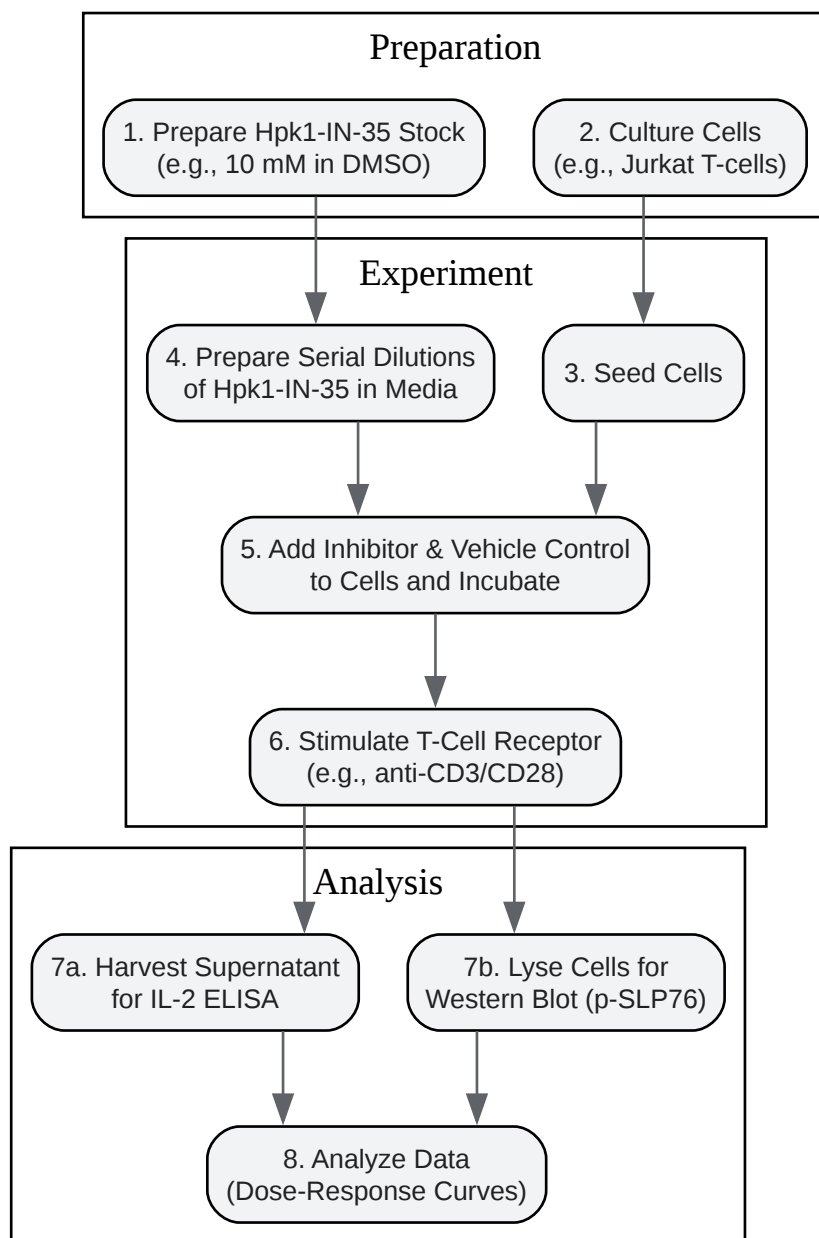 Preparation
1. Prepare Hpk1-IN-35 Stock
(e.g., 10 mM in DMSO)
2. Culture Cells
(e.g., Jurkat T-cells)
Experiment
4. Prepare Serial Dilutions
of Hpk1-IN-35 in Media
3. Seed Cells
5. Add Inhibitor & Vehicle Control
to Cells and Incubate
6. Stimulate T-Cell Receptor
(e.g., anti-CD3/CD28)
Analysis
7a. Harvest Supernatant
for IL-2 ELISA
7b. Lyse Cells for
Western Blot (p-SLP76)
8. Analyze Data
(Dose-Response Curves)